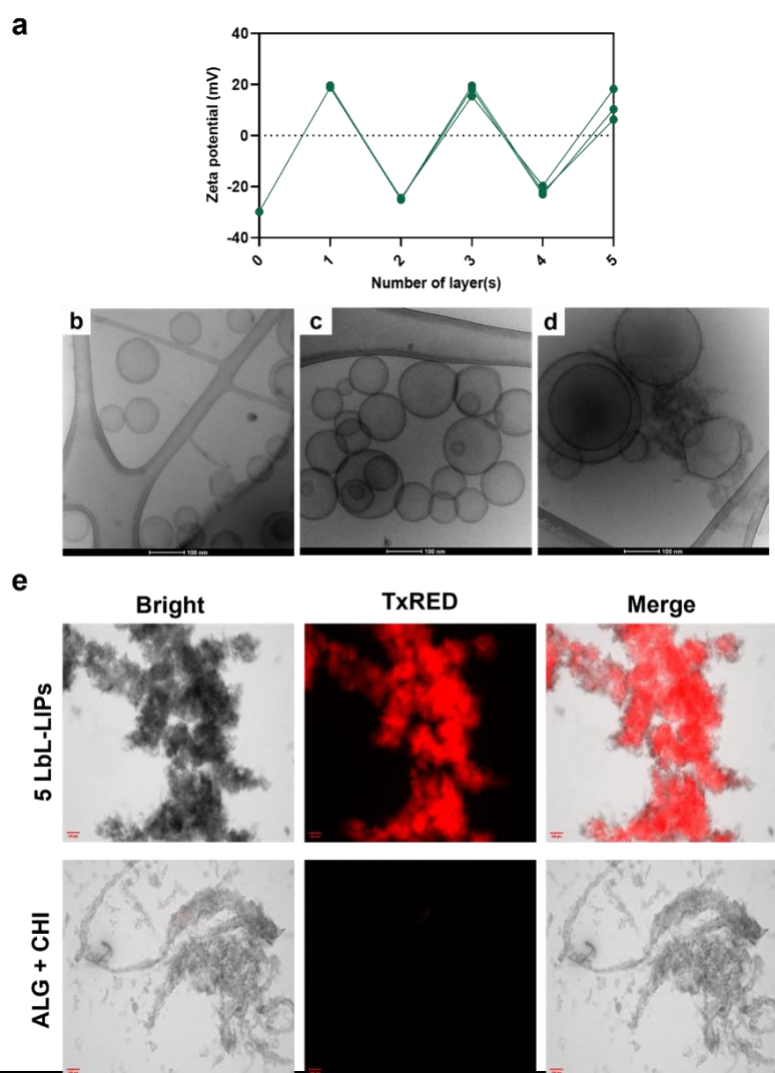 a
40
20
0
-20
-40
Zeta potential (mV)
0 1 2 3 4 5
Number of layer(s)
b c d
100 nm 100 nm 100 nm
e
Bright TxRED Merge
5 LbL-LIPs
ALG + CHI